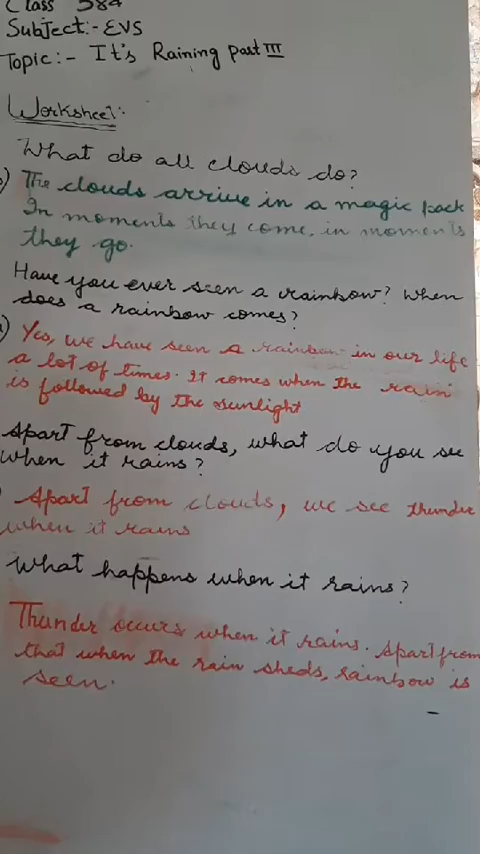 Class 3&4
Subject:- EVS
Topic:- It's Raining Part III
Worksheet:
What do all clouds do?
The clouds arrive in a magic pack
In moments they come, in moments
they go.
Have you ever seen a rainbow? When
does a rainbow comes?
Yes, we have seen a rainbow in our life
a lot of times. It comes when the rain
is followed by the sunlight
Apart from clouds, what do you see
when it rains?
Apart from clouds, we see thunder
when it rains
What happens when it rains?
Thunder occurs when it rains. Apart from
that when the rain sheds, rainbow is
seen.